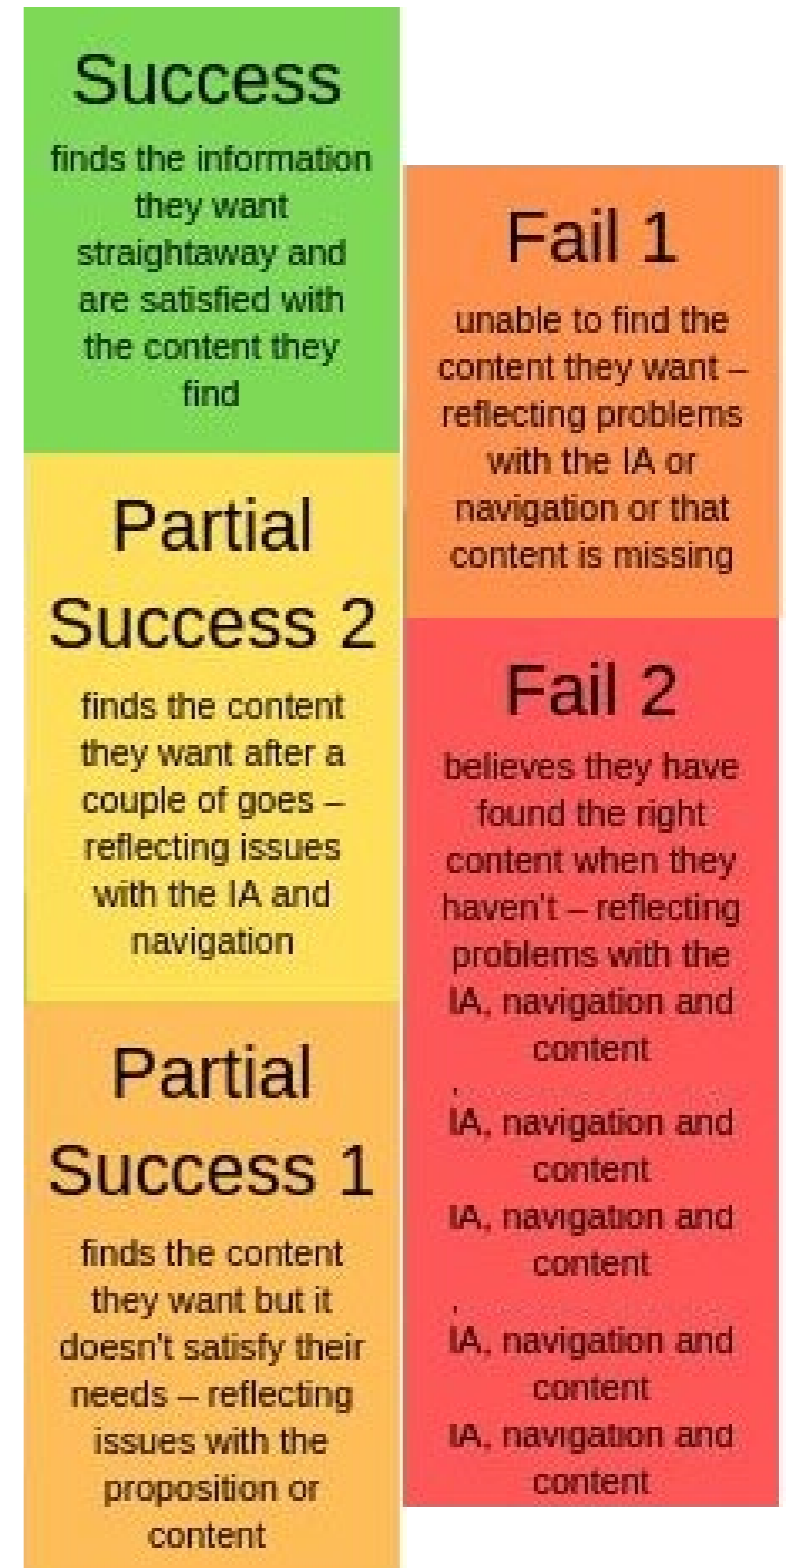 Success
finds the information
they want
straightaway and
are satisfied with
the content they
find
Partial
Success 2
finds the content
they want after a
couple of goes –
reflecting issues
with the IA and
navigation
Partial
Success 1
finds the content
they want but it
doesn't satisfy their
needs – reflecting
issues with the
proposition or
content
Fail 1
unable to find the
content they want –
reflecting problems
with the IA or
navigation or that
content is missing
Fail 2
believes they have
found the right
content when they
haven't – reflecting
problems with the
IA, navigation and
content
IA, navigation and
content
IA, navigation and
content
IA, navigation and
content
IA, navigation and
content